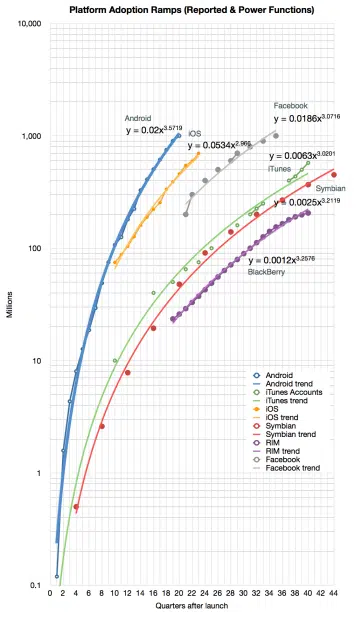 Platform Adoption Ramps (Reported & Power Functions)
10,000
Facebook
Android
y = 0.0186x^3.0716
y = 0.02x^3.5719
iOS
1,000
y = 0.0534x^2.966
y = 0.0063x^3.0201
iTunes
Symbian
y = 0.0025x^3.2119
100
y = 0.0012x^3.2576
BlackBerry
Millions
10
Android
Android trend
iTunes Accounts
iTunes trend
iOS
iOS trend
Symbian
Symbian trend
RIM
RIM trend
Facebook
Facebook trend
1
0.1
0 2 4 6 8 10 12 14 16 18 20 22 24 26 28 30 32 34 36 38 40 42 44
Quarters after launch